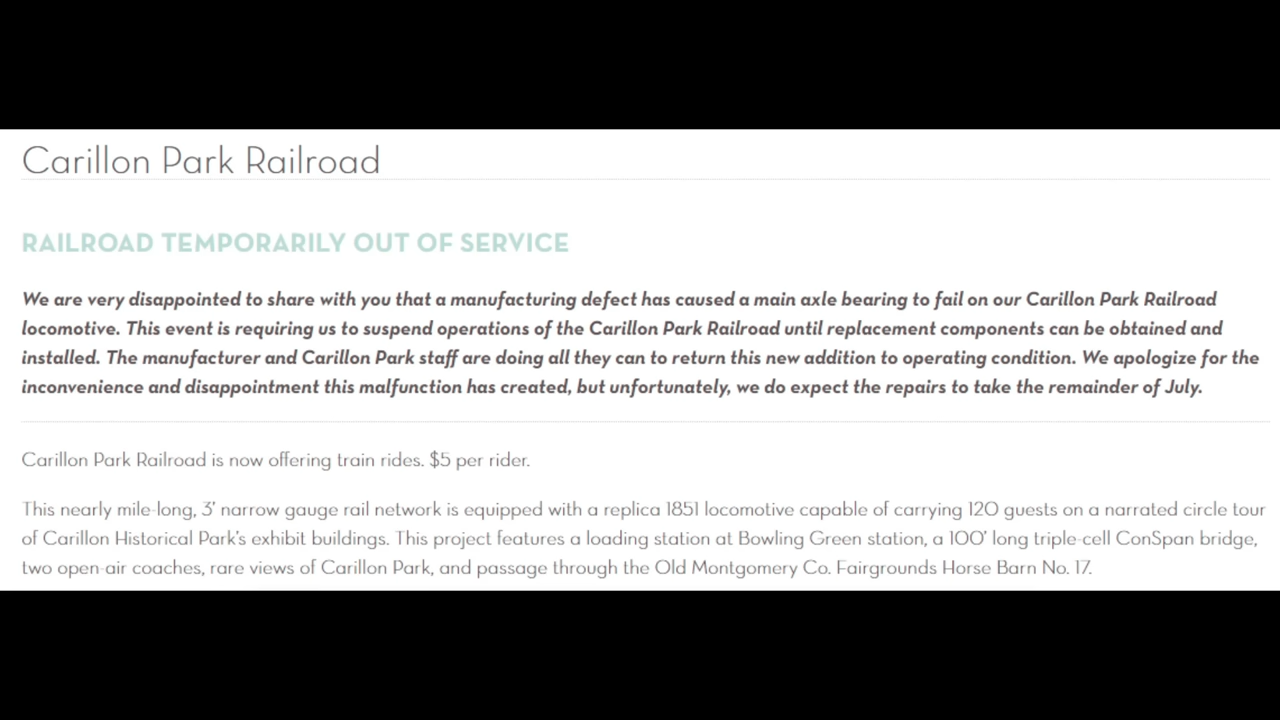 Carillon Park Railroad
RAILROAD TEMPORARILY OUT OF SERVICE
We are very disappointed to share with you that a manufacturing defect has caused a main axle bearing to fail on our Carillon Park Railroad
locomotive. This event is requiring us to suspend operations of the Carillon Park Railroad until replacement components can be obtained and
installed. The manufacturer and Carillon Park staff are doing all they can to return this new addition to operating condition. We apologize for the
inconvenience and disappointment this malfunction has created, but unfortunately, we do expect the repairs to take the remainder of July.
Carillon Park Railroad is now offering train rides. $5 per rider.
This nearly mile-long, 3' narrow gauge rail network is equipped with a replica 1851 locomotive capable of carrying 120 guests on a narrated circle tour
of Carillon Historical Park's exhibit buildings. This project features a loading station at Bowling Green station, a 100' long triple-cell ConSpan bridge,
two open-air coaches, rare views of Carillon Park, and passage through the Old Montgomery Co. Fairgrounds Horse Barn No. 17.